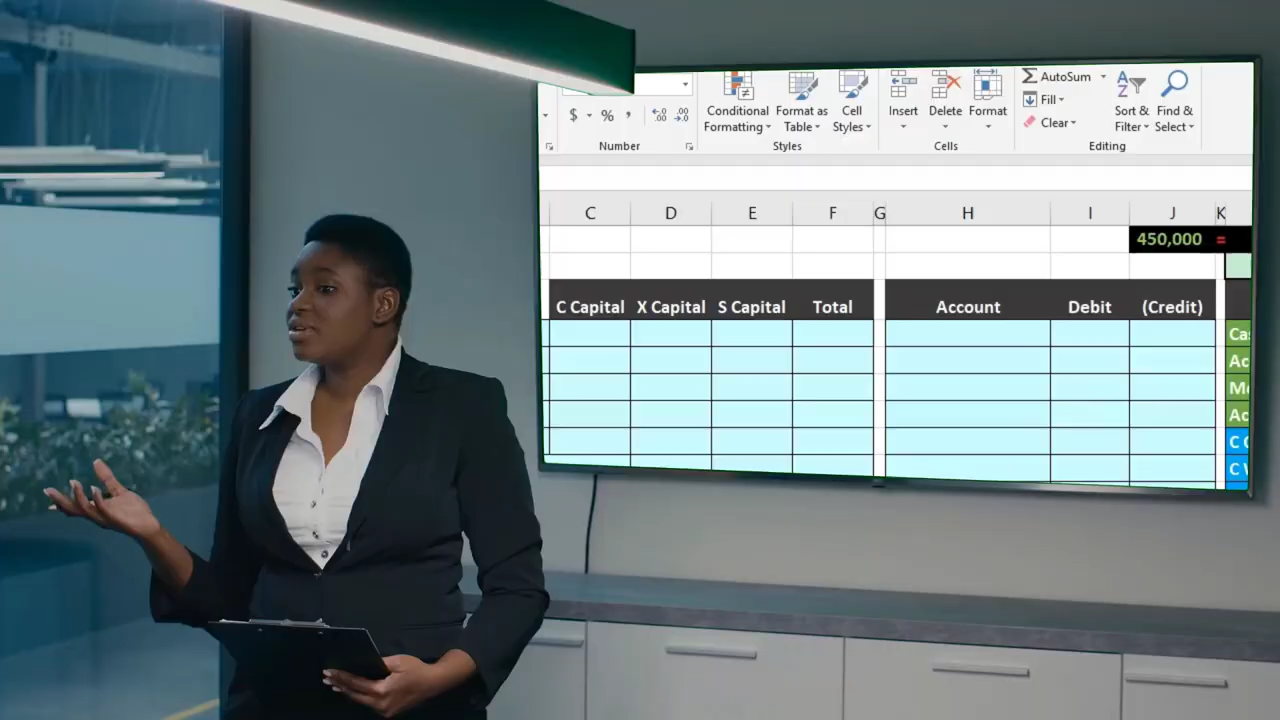 AutoSum
$ % , Conditional Format as Cell Insert Delete Format Fill Sort & Find &
Formatting Table Styles Clear Filter Select
Number Styles Cells Editing
C D E F G H I J K
450,000 =
C Capital X Capital S Capital Total Account Debit (Credit)
C